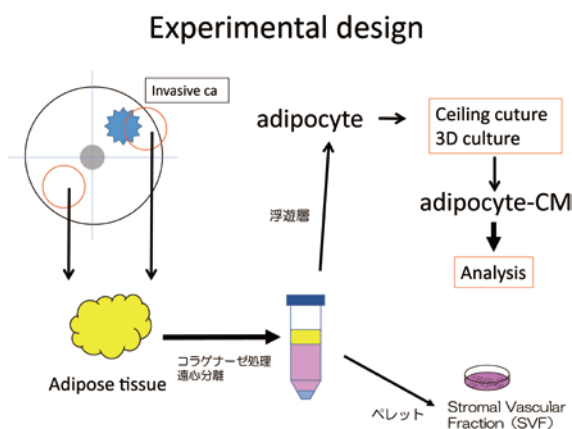 Experimental design
Invasive ca
adipocyte
Ceiling cuture
3D culture
浮遊層
adipocyte-CM
Analysis
コラゲナーゼ処理
遠心分離
Adipose tissue
ペレット
Stromal Vascular
Fraction（SVF）